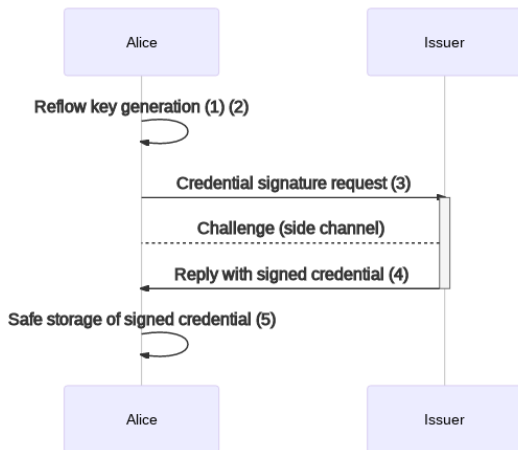 Alice
Issuer
Reflow key generation (1) (2)
Credential signature request (3)
Challenge (side channel)
Reply with signed credential (4)
Safe storage of signed credential (5)
Alice
Issuer